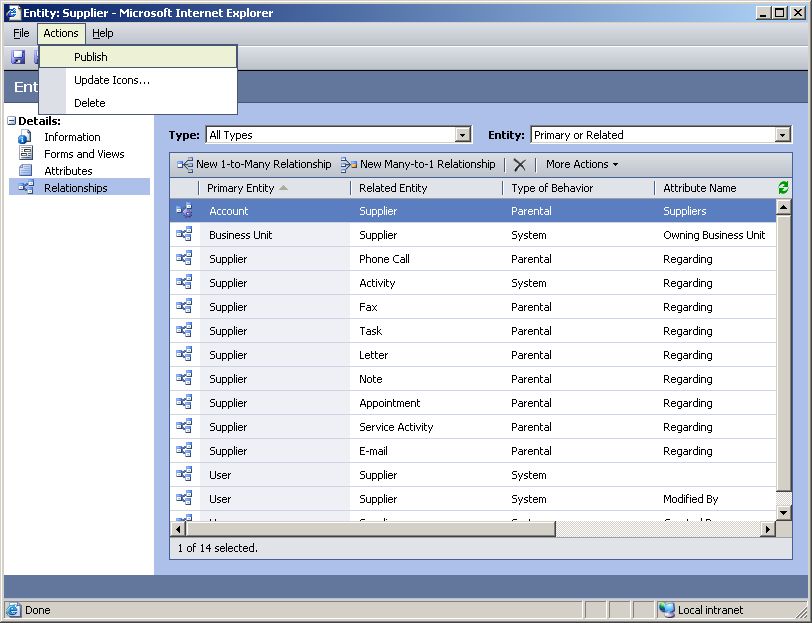 Entity: Supplier - Microsoft Internet Explorer
File Actions Help
Publish
Update Icons...
Delete
Ent
Details:
Information
Forms and Views
Attributes
Relationships
Type: All Types Entity: Primary or Related
New 1-to-Many Relationship New Many-to-1 Relationship More Actions
Primary Entity Related Entity Type of Behavior Attribute Name
Account Supplier Parental Suppliers
Business Unit Supplier System Owning Business Unit
Supplier Phone Call Parental Regarding
Supplier Activity System Regarding
Supplier Fax Parental Regarding
Supplier Task Parental Regarding
Supplier Letter Parental Regarding
Supplier Note Parental Regarding
Supplier Appointment Parental Regarding
Supplier Service Activity Parental Regarding
Supplier E-mail Parental Regarding
User Supplier System
User Supplier System Modified By
1 of 14 selected.
Done Local intranet